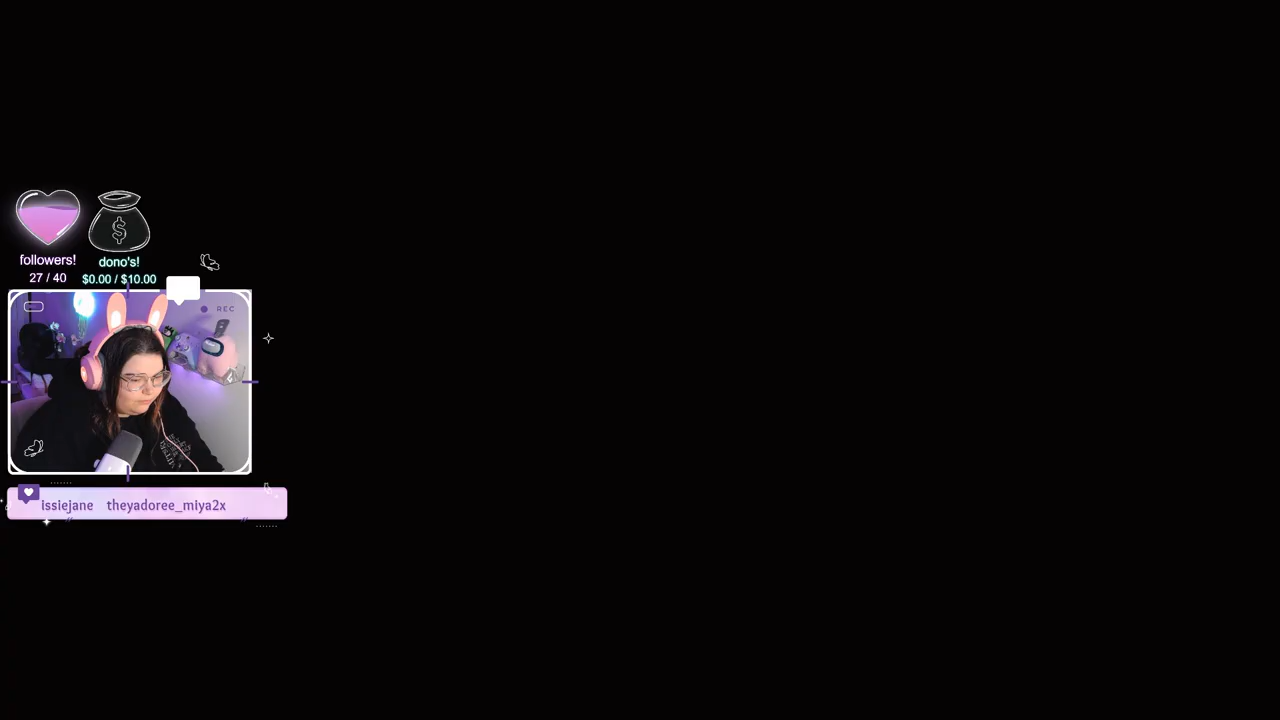 $
followers!
dono's!
27 / 40
$0.00 / $10.00
REC
issiejane theyadoree_miya2x